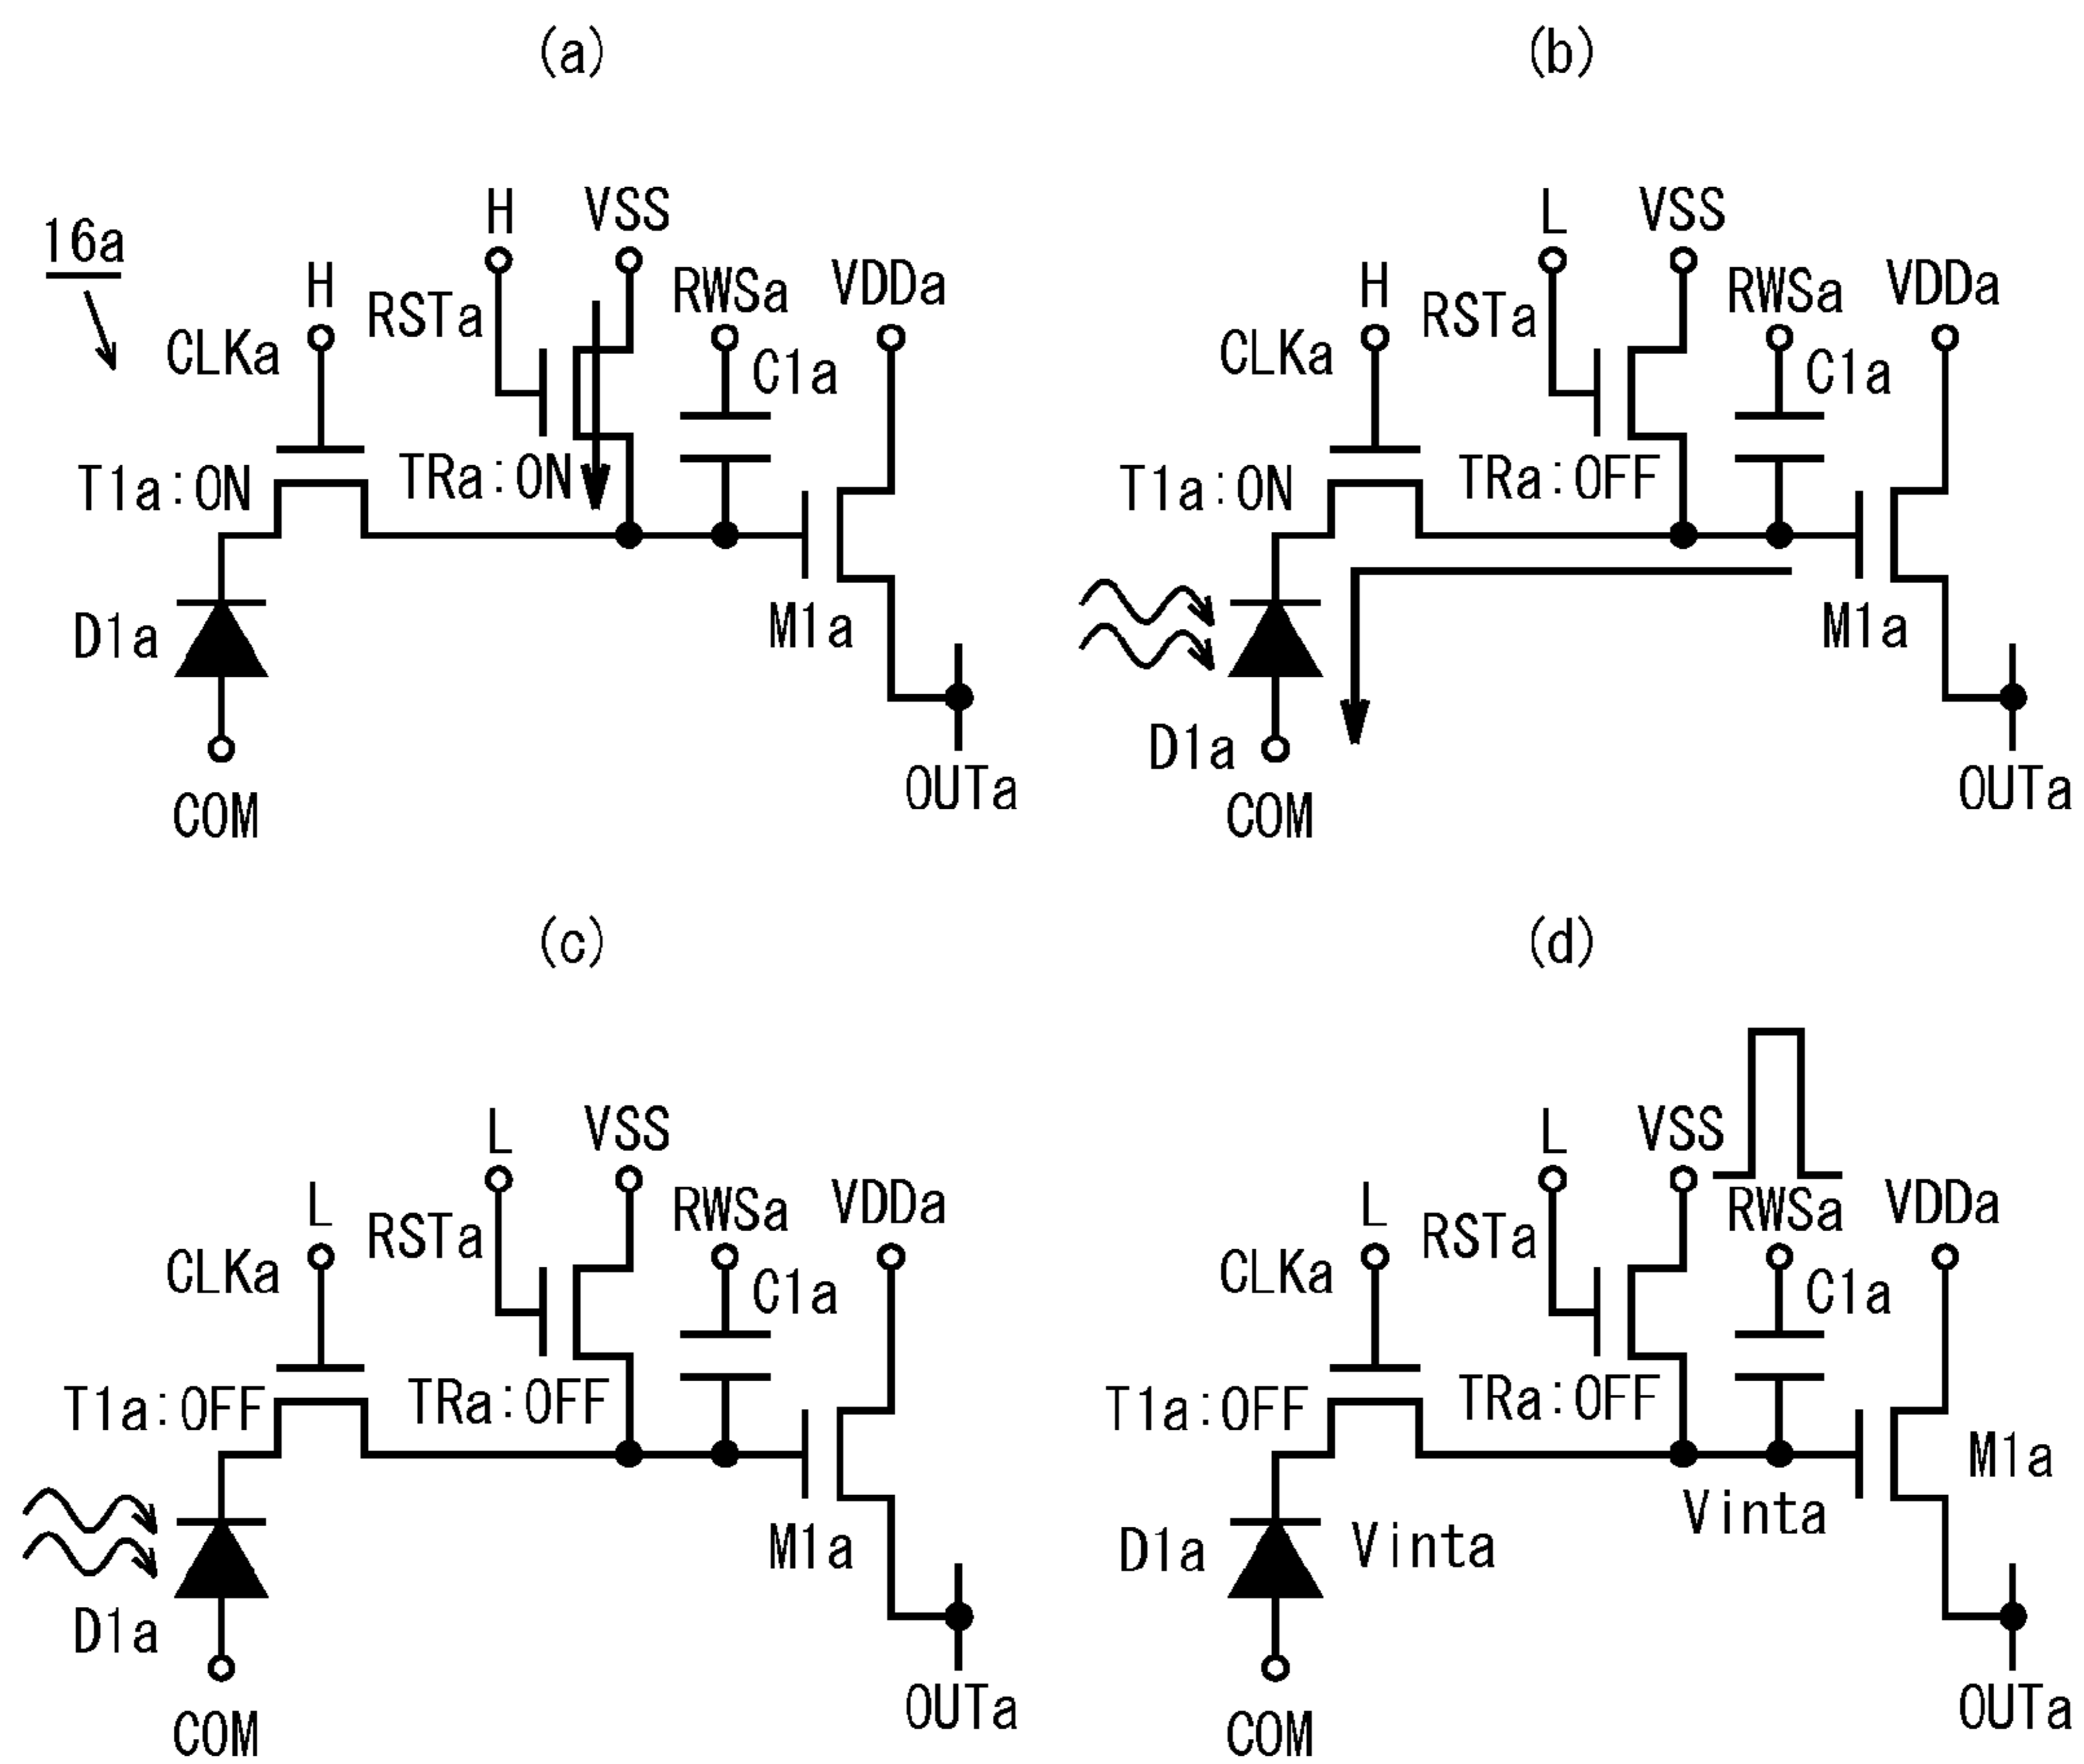 (a)
16a
H
VSS
H
RSTa
RWSa
VDDa
CLKa
C1a
T1a:ON
TRa:ON
D1a
M1a
COM
OUTa
(b)
L
VSS
H
RSTa
RWSa
VDDa
CLKa
C1a
T1a:ON
TRa:OFF
M1a
D1a
COM
OUTa
(c)
L
VSS
L
RSTa
RWSa
VDDa
CLKa
C1a
T1a:OFF
TRa:OFF
M1a
D1a
COM
OUTa
(d)
L
VSS
L
RSTa
RWSa
VDDa
CLKa
C1a
T1a:OFF
TRa:OFF
M1a
Vinta
D1a
Vinta
COM
OUTa